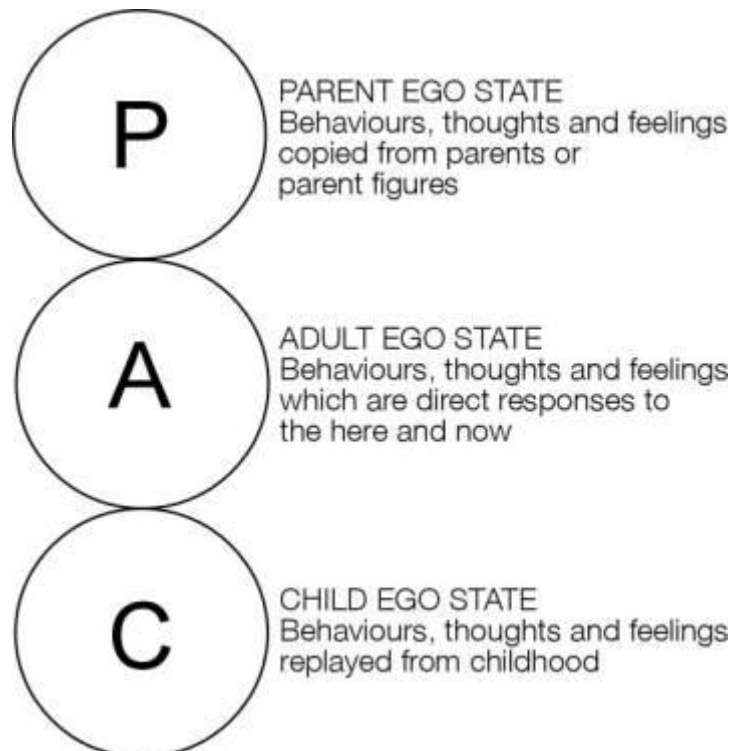 P
PARENT EGO STATE
Behaviours, thoughts and feelings
copied from parents or
parent figures
A
ADULT EGO STATE
Behaviours, thoughts and feelings
which are direct responses to
the here and now
C
CHILD EGO STATE
Behaviours, thoughts and feelings
replayed from childhood